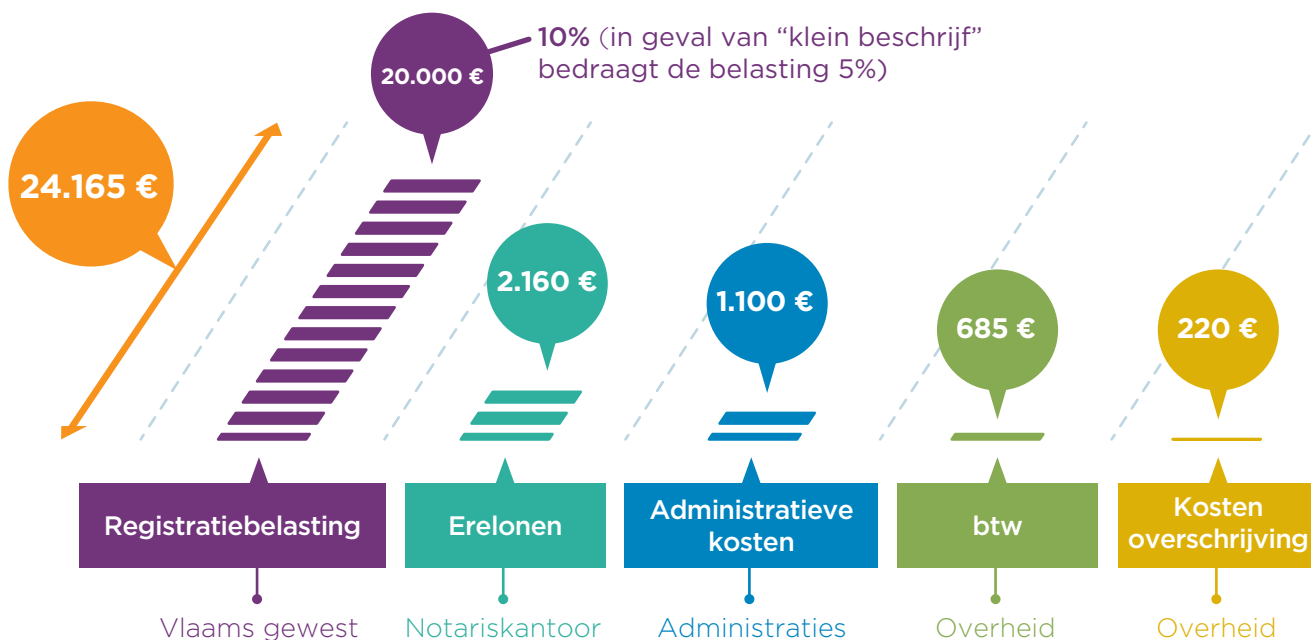 10% (in geval van “klein beschrijf”
bedraagt de belasting 5%)
20.000 €
24.165 €
2.160 €
1.100 €
685 €
220 €
Registratiebelasting
Erelonen
Administratieve
kosten
btw
Kosten
overschrijving
Vlaams gewest
Notariskantoor
Administraties
Overheid
Overheid